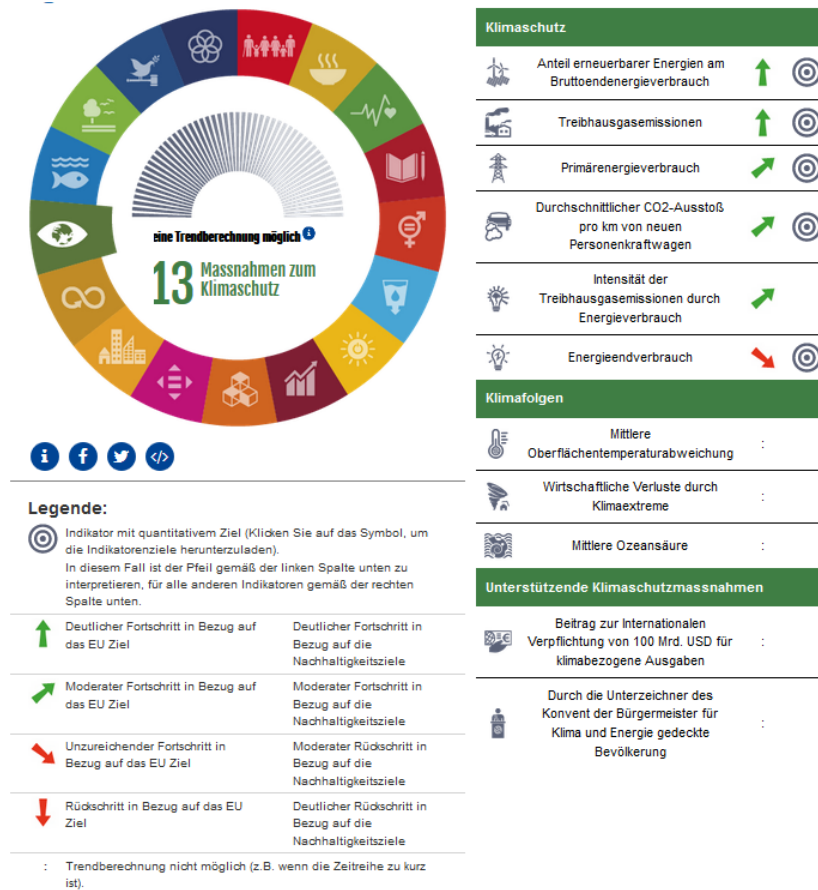 eine Trendberechnung möglich i
13 Massnahmen zum
Klimaschutz
Legende:
Indikator mit quantitativem Ziel (Klicken Sie auf das Symbol, um
die Indikatorenziele herunterzuladen).
In diesem Fall ist der Pfeil gemäß der linken Spalte unten zu
interpretieren, für alle anderen Indikatoren gemäß der rechten
Spalte unten.
Deutlicher Fortschritt in Bezug auf
das EU Ziel
Deutlicher Fortschritt in
Bezug auf die
Nachhaltigkeitsziele
Moderater Fortschritt in Bezug auf
das EU Ziel
Moderater Fortschritt in
Bezug auf die
Nachhaltigkeitsziele
Unzureichender Fortschritt in
Bezug auf das EU Ziel
Moderater Rückschritt in
Bezug auf die
Nachhaltigkeitsziele
Rückschritt in Bezug auf das EU
Ziel
Deutlicher Rückschritt in
Bezug auf die
Nachhaltigkeitsziele
: Trendberechnung nicht möglich (z.B. wenn die Zeitreihe zu kurz
ist).
Klimaschutz
Anteil erneuerbarer Energien am
Bruttoendenergieverbrauch
Treibhausgasemissionen
Primärenergieverbrauch
Durchschnittlicher CO2-Ausstoß
pro km von neuen
Personenkraftwagen
Intensität der
Treibhausgasemissionen durch
Energieverbrauch
Energieendverbrauch
Klimafolgen
Mittlere
Oberflächentemperaturabweichung :
Wirtschaftliche Verluste durch
Klimaextreme :
Mittlere Ozeansäure :
Unterstützende Klimaschutzmassnahmen
Beitrag zur Internationalen
Verpflichtung von 100 Mrd. USD für :
klimabezogene Ausgaben
Durch die Unterzeichner des
Konvent der Bürgermeister für
Klima und Energie gedeckte :
Bevölkerung